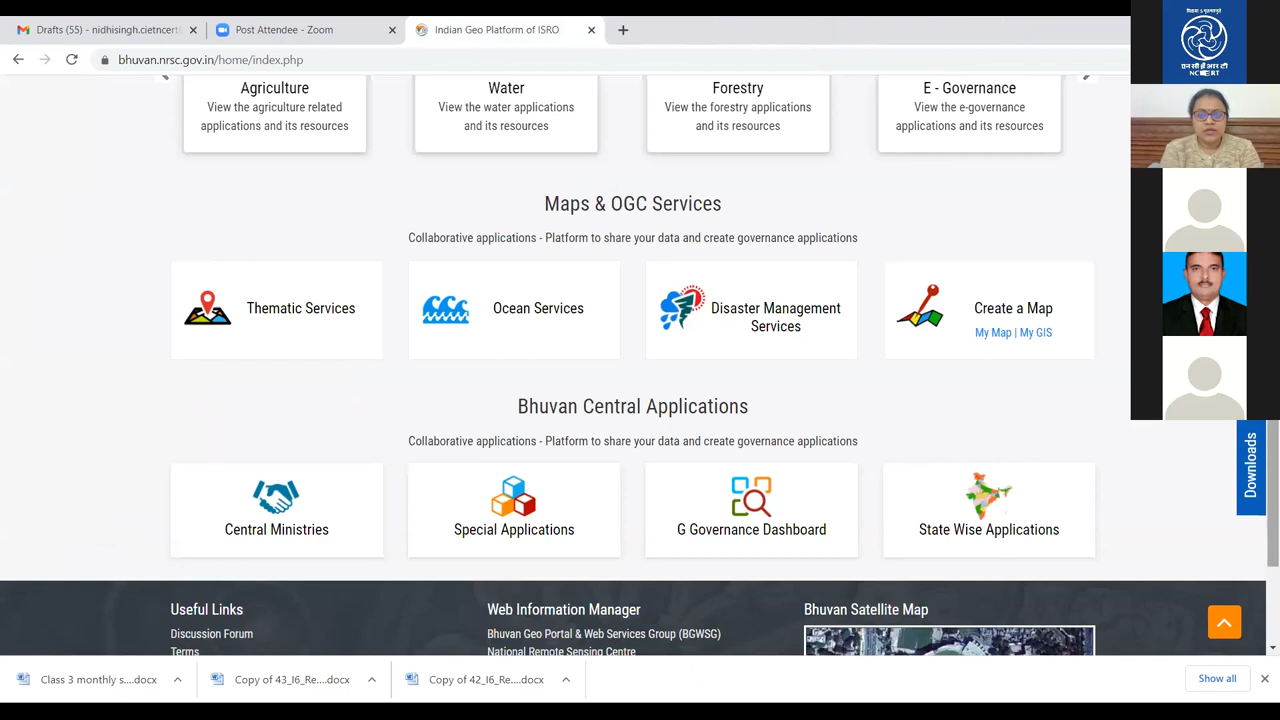 Drafts (55) - nidhisingh.cietncert
Post Attendee - Zoom
Indian Geo Platform of ISRO
bhuvan.nrsc.gov.in/home/index.php
एन सी ई आर टी
NCERT
Agriculture
View the agriculture related
applications and its resources
Water
View the water applications
and its resources
Forestry
View the forestry applications
and its resources
E - Governance
View the e-governance
applications and its resources
Maps & OGC Services
Collaborative applications - Platform to share your data and create governance applications
Thematic Services
Ocean Services
Disaster Management
Services
Create a Map
My Map | My GIS
Bhuvan Central Applications
Collaborative applications - Platform to share your data and create governance applications
Central Ministries
Special Applications
G Governance Dashboard
State Wise Applications
Downloads
Useful Links
Discussion Forum
Terms
Web Information Manager
Bhuvan Geo Portal & Web Services Group (BGWSG)
National Remote Sensing Centre
Bhuvan Satellite Map
Class 3 monthly s....docx
Copy of 43_I6_Re....docx
Copy of 42_I6_Re....docx
Show all